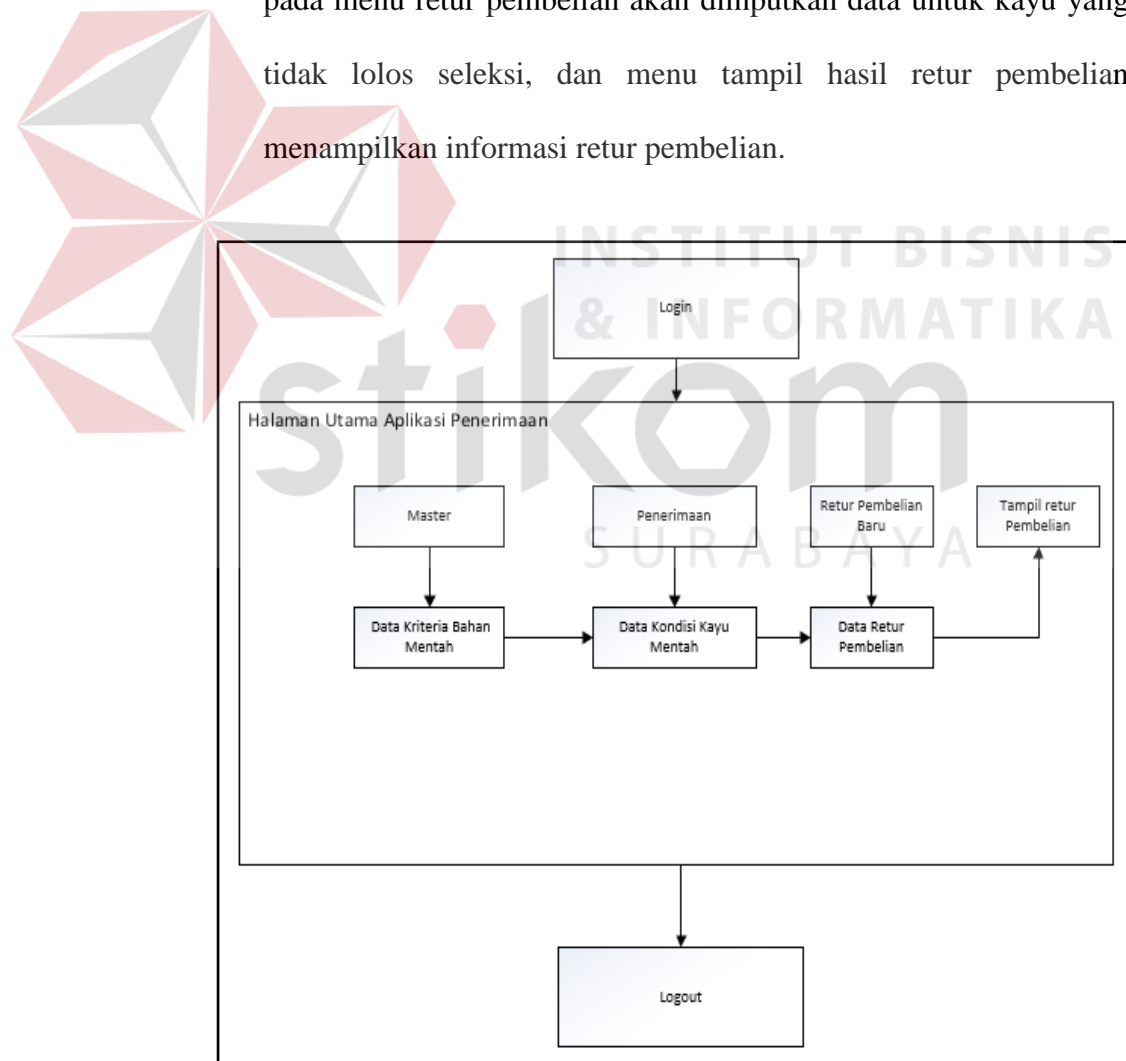 pada menu retur pembelian akan diinputkan data untuk kayu yang
tidak lolos seleksi, dan menu tampil hasil retur pembelian
menampilkan informasi retur pembelian.
INSTITUT BISNIS
& INFORMATIKA
stikom
SURABAYA
Login
Halaman Utama Aplikasi Penerimaan
Master
Penerimaan
Retur Pembelian
Baru
Tampil retur
Pembelian
Data Kriteria Bahan
Mentah
Data Kondisi Kayu
Mentah
Data Retur
Pembelian
Logout